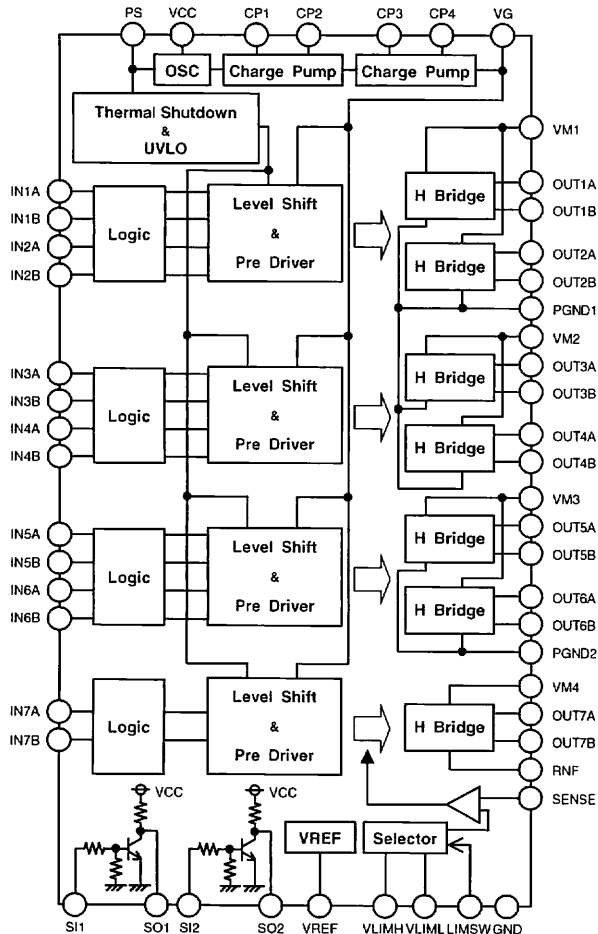 PS VCC CP1 CP2 CP3 CP4 VG
OSC Charge Pump Charge Pump
Thermal Shutdown
&
UVLO
VM1
IN1A
IN1B
IN2A
IN2B
Logic
Level Shift
&
Pre Driver
H Bridge
OUT1A
OUT1B
H Bridge
OUT2A
OUT2B
PGND1
VM2
IN3A
IN3B
IN4A
IN4B
Logic
Level Shift
&
Pre Driver
H Bridge
OUT3A
OUT3B
H Bridge
OUT4A
OUT4B
VM3
IN5A
IN5B
IN6A
IN6B
Logic
Level Shift
&
Pre Driver
H Bridge
OUT5A
OUT5B
H Bridge
OUT6A
OUT6B
PGND2
VM4
IN7A
IN7B
Logic
Level Shift
&
Pre Driver
H Bridge
OUT7A
OUT7B
RNF
SENSE
VCC
VCC
VREF
Selector
SI1 SO1 SI2 SO2 VREF VLIMH VLIML LIMSW GND